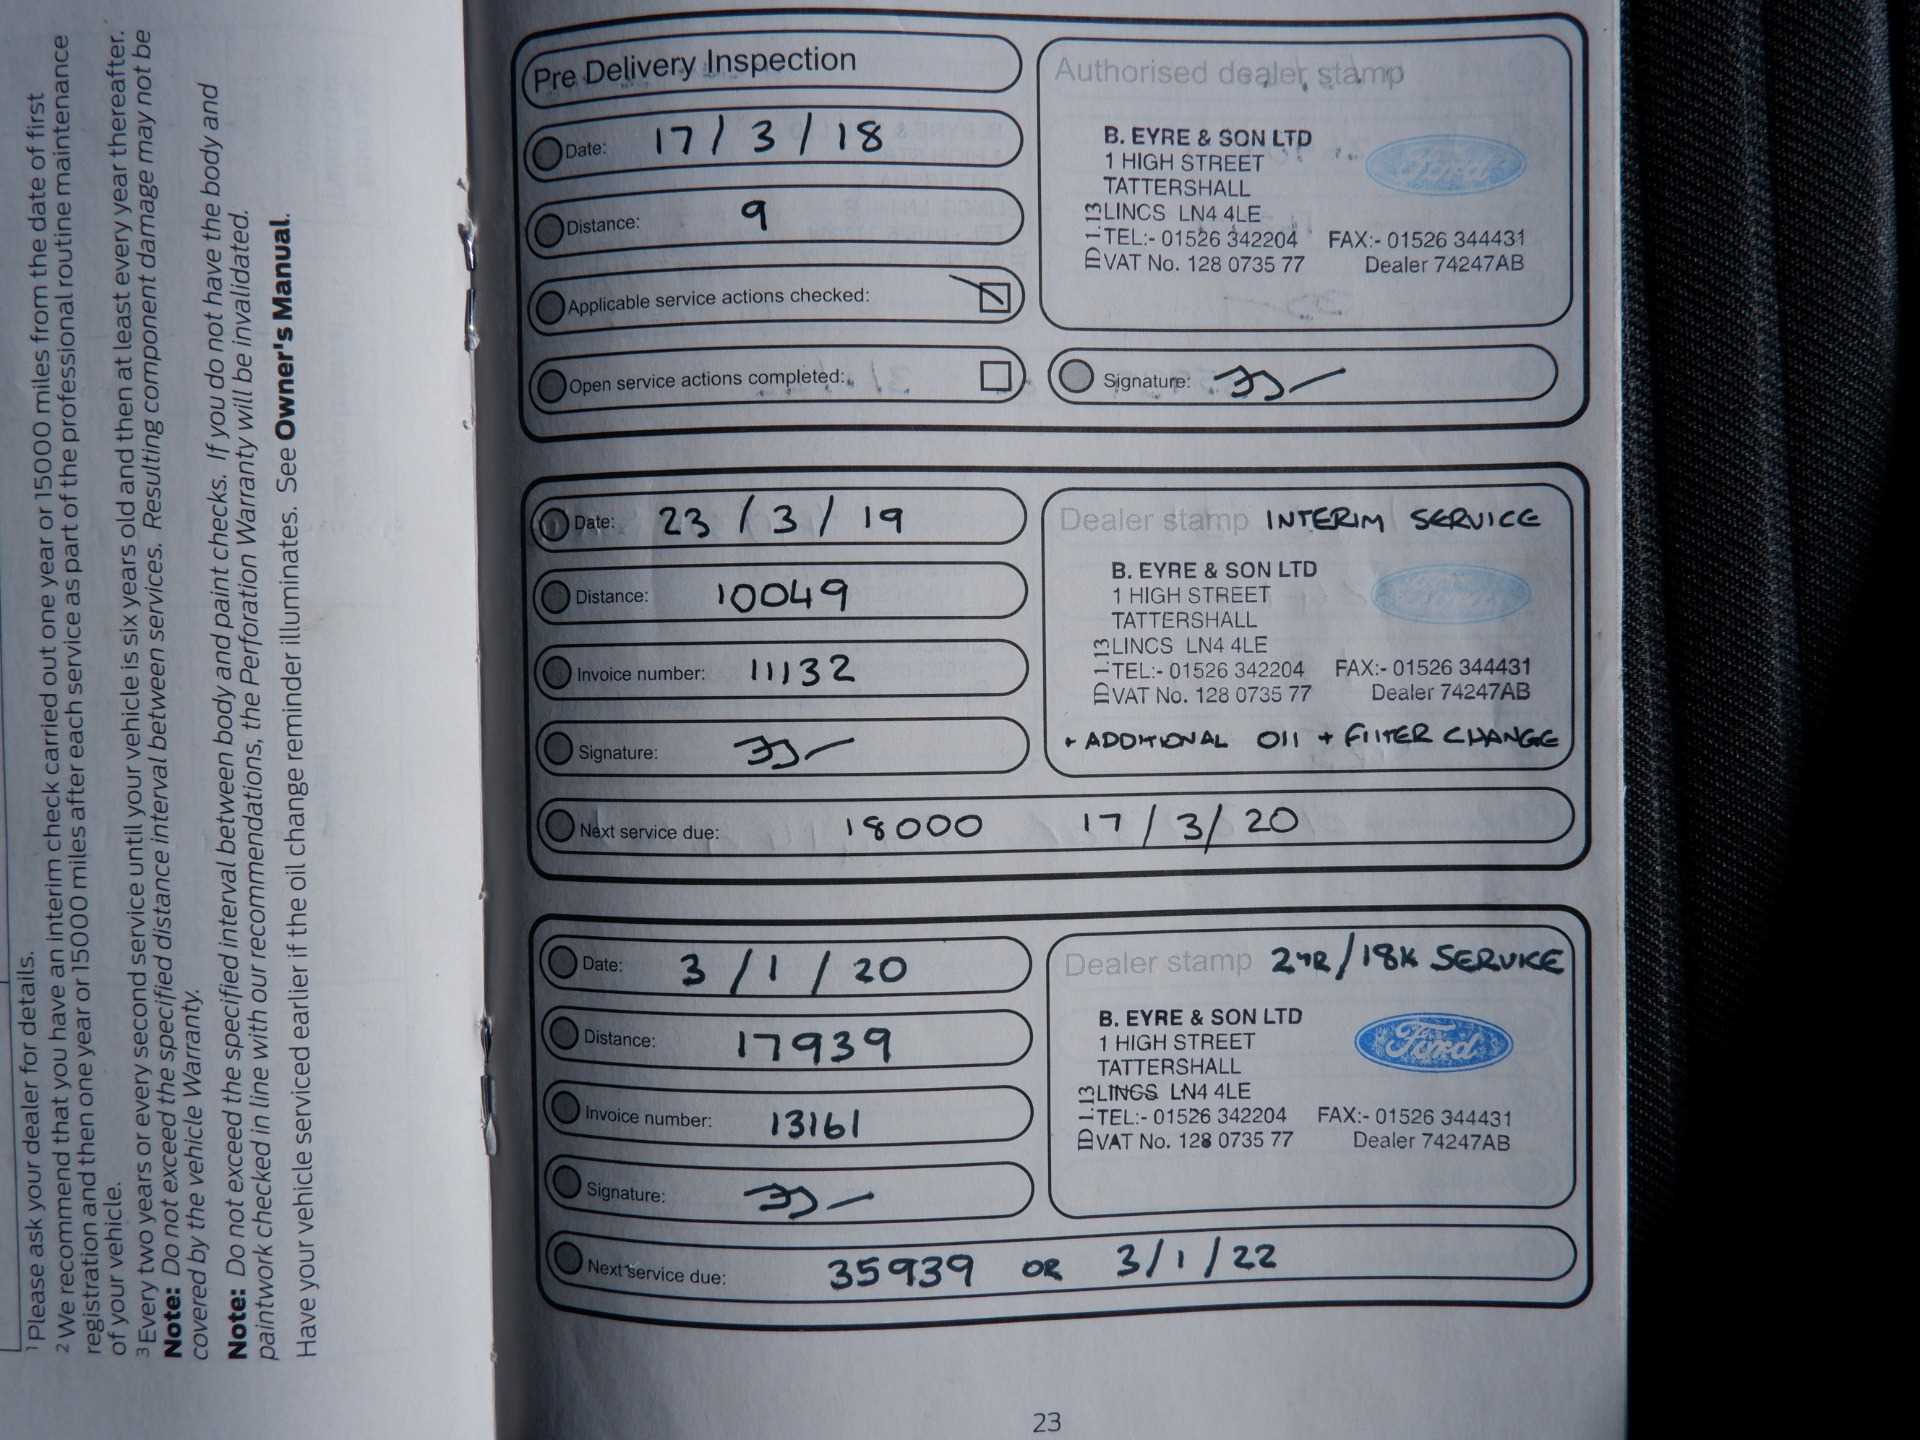 1 Please ask your dealer for details.
2 We recommend that you have an interim check carried out one year or 15000 miles from the date of first
registration and then one year or 15000 miles after each service as part of the professional routine maintenance
of your vehicle.
3 Every two years or every second service until your vehicle is six years old and then at least every year thereafter.
Note: Do not exceed the specified distance interval between services. Resulting component damage may not be
covered by the vehicle Warranty.
Note: Do not exceed the specified interval between body and paint checks. If you do not have the body and
paintwork checked in line with our recommendations, the Perforation Warranty will be invalidated.
Have your vehicle serviced earlier if the oil change reminder illuminates. See Owner's Manual.
Pre Delivery Inspection
Date: 17/3/18
Distance: 9
Applicable service actions checked:
Open service actions completed:
Authorised dealer stamp
B. EYRE & SON LTD
1 HIGH STREET
TATTERSHALL
LINCS LN4 4LE
TEL:- 01526 342204 FAX:- 01526 344431
VAT No. 128 0735 77 Dealer 74247AB
ID 1.13
Signature:
Date: 23/3/19
Distance: 10049
Invoice number: 11132
Signature:
Dealer stamp INTERIM SERVICE
B. EYRE & SON LTD
1 HIGH STREET
TATTERSHALL
LINCS LN4 4LE
TEL:- 01526 342204 FAX:- 01526 344431
VAT No. 128 0735 77 Dealer 74247AB
ID 1.13
+ ADDITIONAL OIl + FIlTER CHANGE
Next service due: 18000 17/3/20
Date: 3/1/20
Distance: 17939
Invoice number: 13161
Signature:
Dealer stamp 2YR/18K SERVICE
B. EYRE & SON LTD
Ford
1 HIGH STREET
TATTERSHALL
LINCS LN4 4LE
TEL:- 01526 342204 FAX:- 01526 344431
VAT No. 128 0735 77 Dealer 74247AB
ID 1.13
Next service due: 35939 OR 3/1/22
23